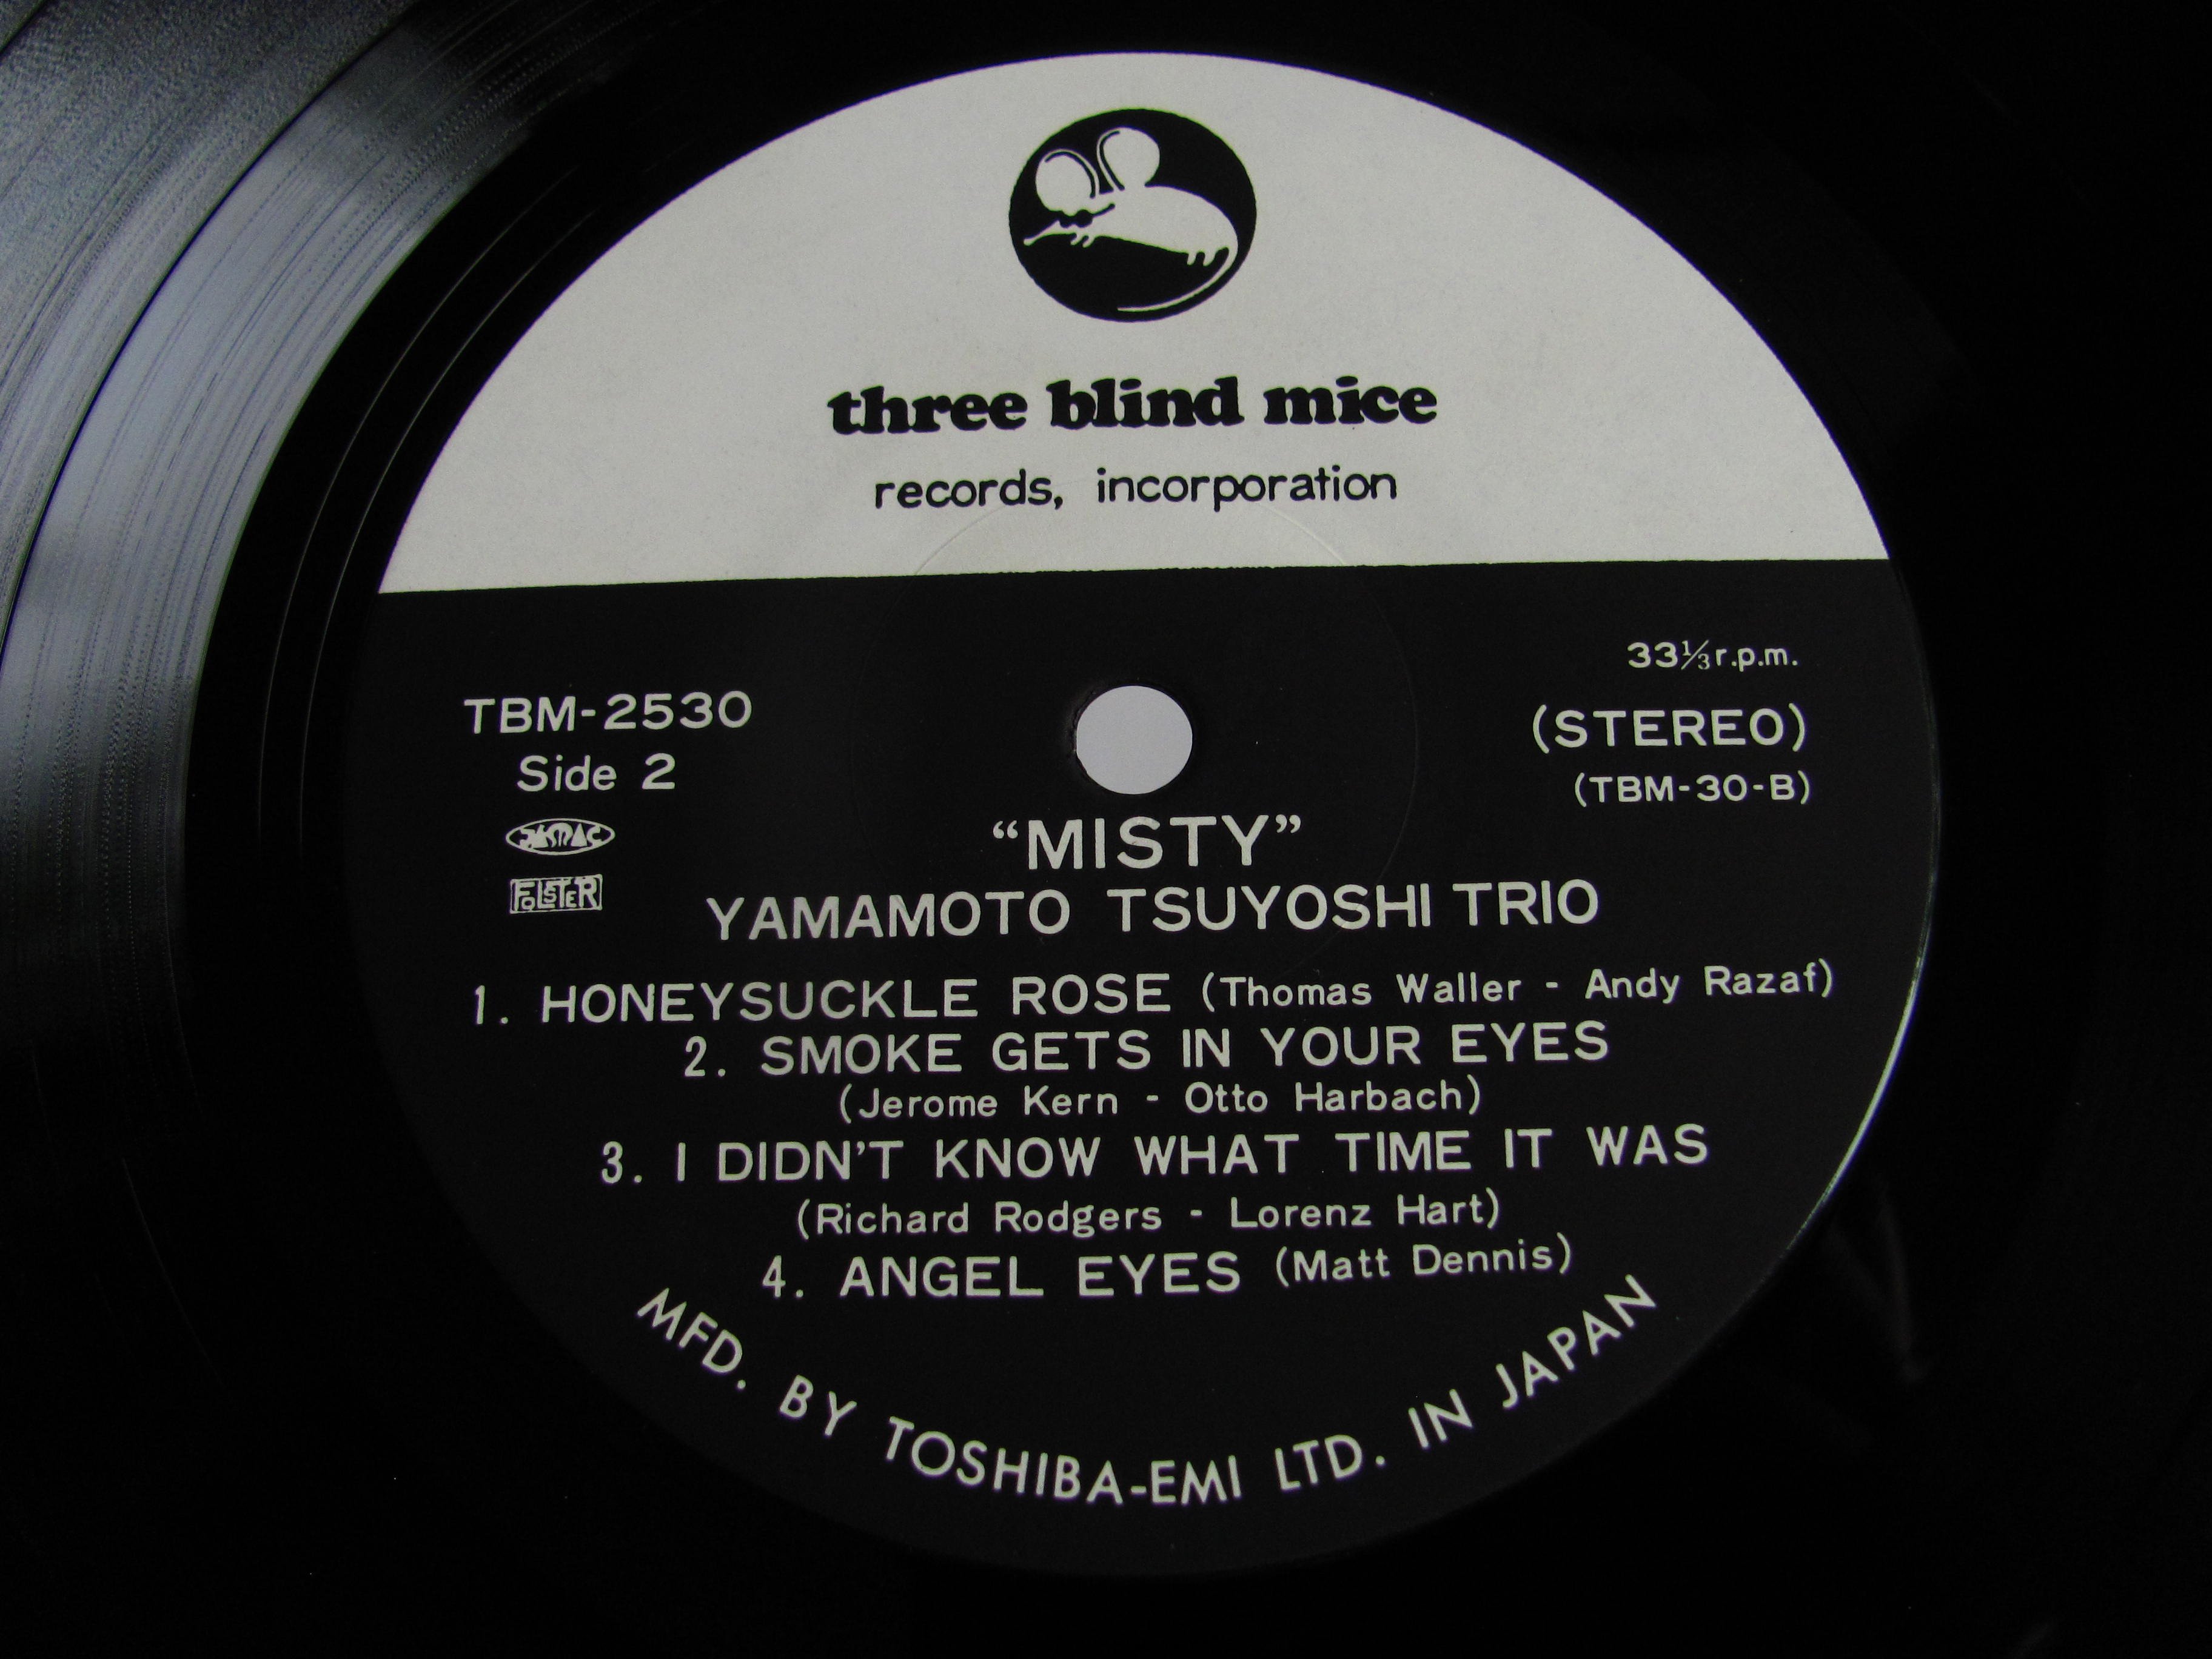 three blind mice
records, incorporation
33⅓ r.p.m.
TBM-2530
(STEREO)
Side 2
(TBM-30-B)
JASRAC
FOLSTER
“MISTY”
YAMAMOTO TSUYOSHI TRIO
1. HONEYSUCKLE ROSE (Thomas Waller - Andy Razaf)
2. SMOKE GETS IN YOUR EYES
(Jerome Kern - Otto Harbach)
3. I DIDN’T KNOW WHAT TIME IT WAS
(Richard Rodgers - Lorenz Hart)
4. ANGEL EYES (Matt Dennis)
MFD. BY TOSHIBA-EMI LTD. IN JAPAN